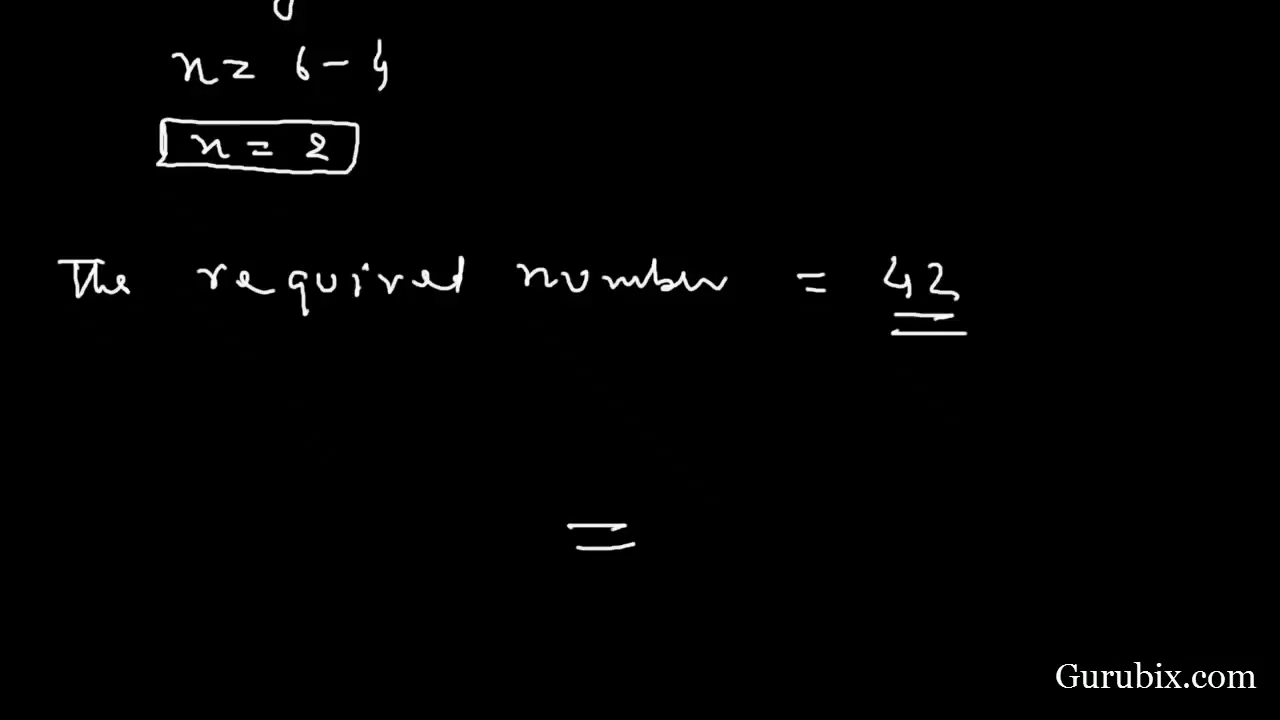 x = 6 - 4
x = 2
The required number = 42
=
Gurubix.com